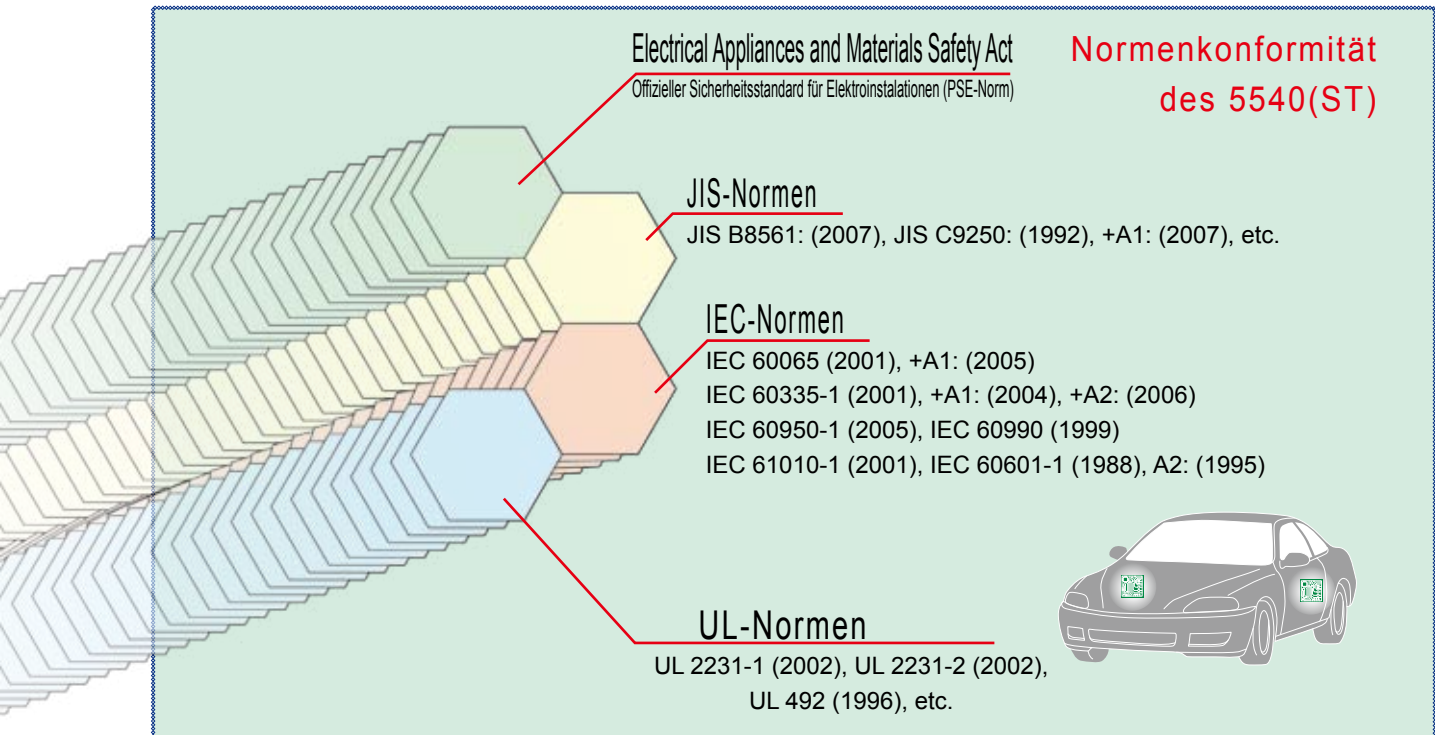 Electrical Appliances and Materials Safety Act
Offizieller Sicherheitsstandard für Elektroinstalationen (PSE-Norm)
Normenkonformität
des 5540(ST)
JIS-Normen
JIS B8561: (2007), JIS C9250: (1992), +A1: (2007), etc.
IEC-Normen
IEC 60065 (2001), +A1: (2005)
IEC 60335-1 (2001), +A1: (2004), +A2: (2006)
IEC 60950-1 (2005), IEC 60990 (1999)
IEC 61010-1 (2001), IEC 60601-1 (1988), A2: (1995)
UL-Normen
UL 2231-1 (2002), UL 2231-2 (2002),
UL 492 (1996), etc.